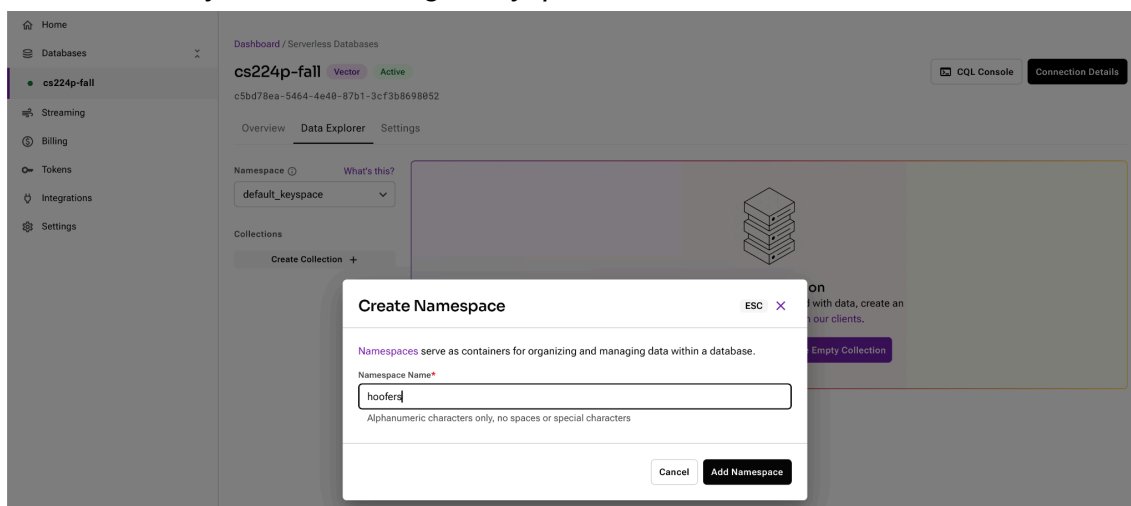 Home
Databases
cs224p-fall
Streaming
Billing
Tokens
Integrations
Settings
Dashboard / Serverless Databases
cs224p-fall Vector Active
c5bd78ea-5464-4e40-87b1-3cf3b8698052
CQL Console Connection Details
Overview Data Explorer Settings
Namespace What's this?
default_keyspace
Collections
Create Collection +
on
with data, create an
our clients.
Empty Collection
Create Namespace ESC
Namespaces serve as containers for organizing and managing data within a database.
Namespace Name*
hoofers
Alphanumeric characters only, no spaces or special characters
Cancel Add Namespace